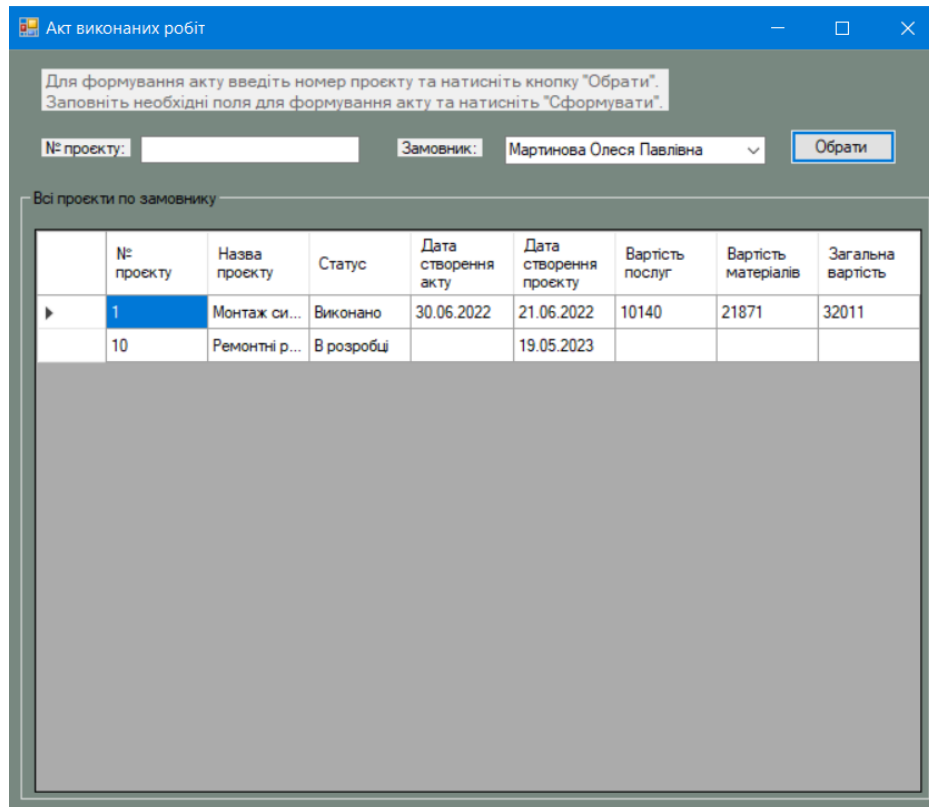 Акт виконаних робіт
Для формування акту введіть номер проєкту та натисніть кнопку "Обрати".
Заповніть необхідні поля для формування акту та натисніть "Сформувати".
№ проєкту: Замовник: Мартинова Олеся Павлівна Обрати
Всі проєкти по замовнику
№ проєкту Назва проєкту Статус Дата створення акту Дата створення проєкту Вартість послуг Вартість матеріалів Загальна вартість
1 Монтаж си... Виконано 30.06.2022 21.06.2022 10140 21871 32011
10 Ремонтні р... В розробці 19.05.2023